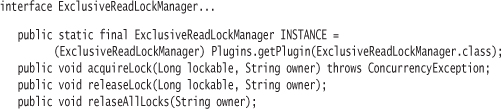 interface ExclusiveReadLockManager...
public static final ExclusiveReadLockManager INSTANCE =
(ExclusiveReadLockManager) Plugins.getPlugin(ExclusiveReadLockManager.class);
public void acquireLock(Long lockable, String owner) throws ConcurrencyException;
public void releaseLock(Long lockable, String owner);
public void relaseAllLocks(String owner);